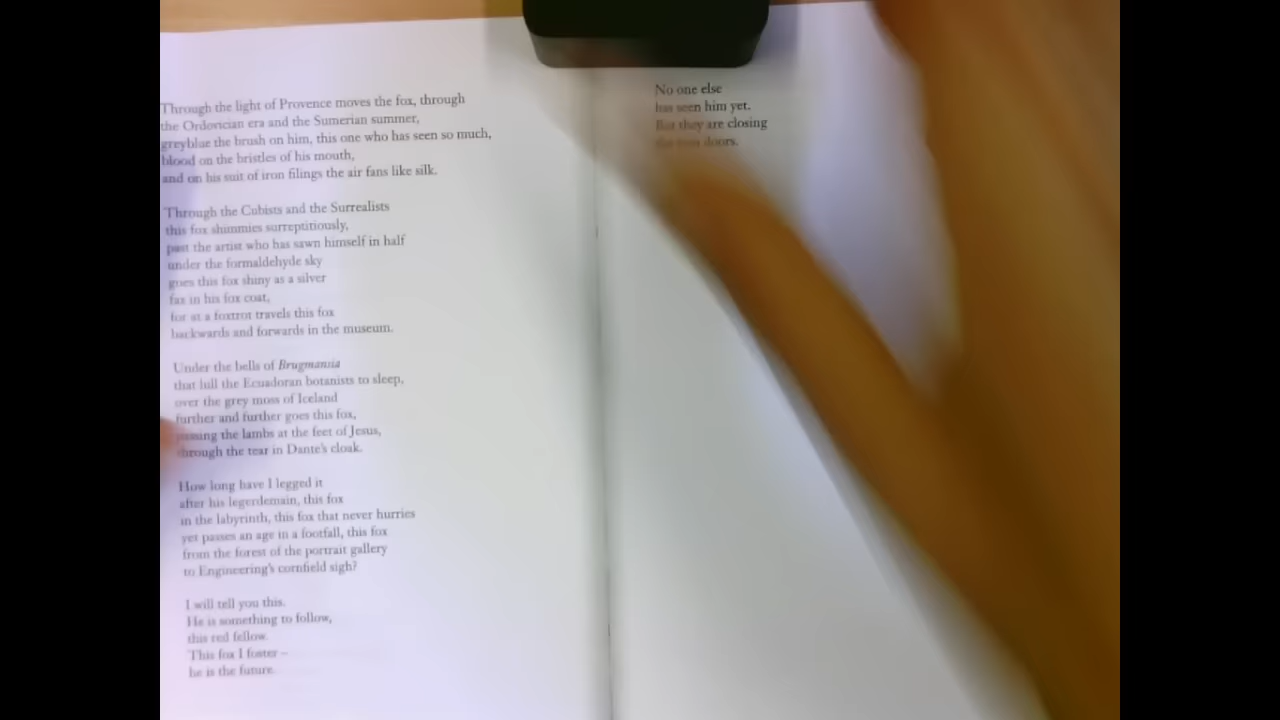 Through the light of Provence moves the fox, through
the Ordovician era and the Sumerian summer,
greyblue the brush on him, this one who has seen so much,
blood on the bristles of his mouth,
and on his suit of iron filings the air fans like silk.
Through the Cubists and the Surrealists
this fox shimmies surreptitiously,
past the artist who has sawn himself in half
under the formaldehyde sky
goes this fox shiny as a silver
fax in his fox coat,
for at a foxtrot travels this fox
backwards and forwards in the museum.
Under the bells of Brugmansia
that lull the Ecuadoran botanists to sleep,
over the grey moss of Iceland
further and further goes this fox,
passing the lambs at the feet of Jesus,
through the tear in Dante's cloak.
How long have I legged it
after his legerdemain, this fox
in the labyrinth, this fox that never hurries
yet passes an age in a footfall, this fox
from the forest of the portrait gallery
to Engineering's cornfield sigh?
I will tell you this.
He is something to follow,
this red fellow.
This fox I foster –
he is the future.
No one else
has seen him yet.
But they are closing
the iron doors.